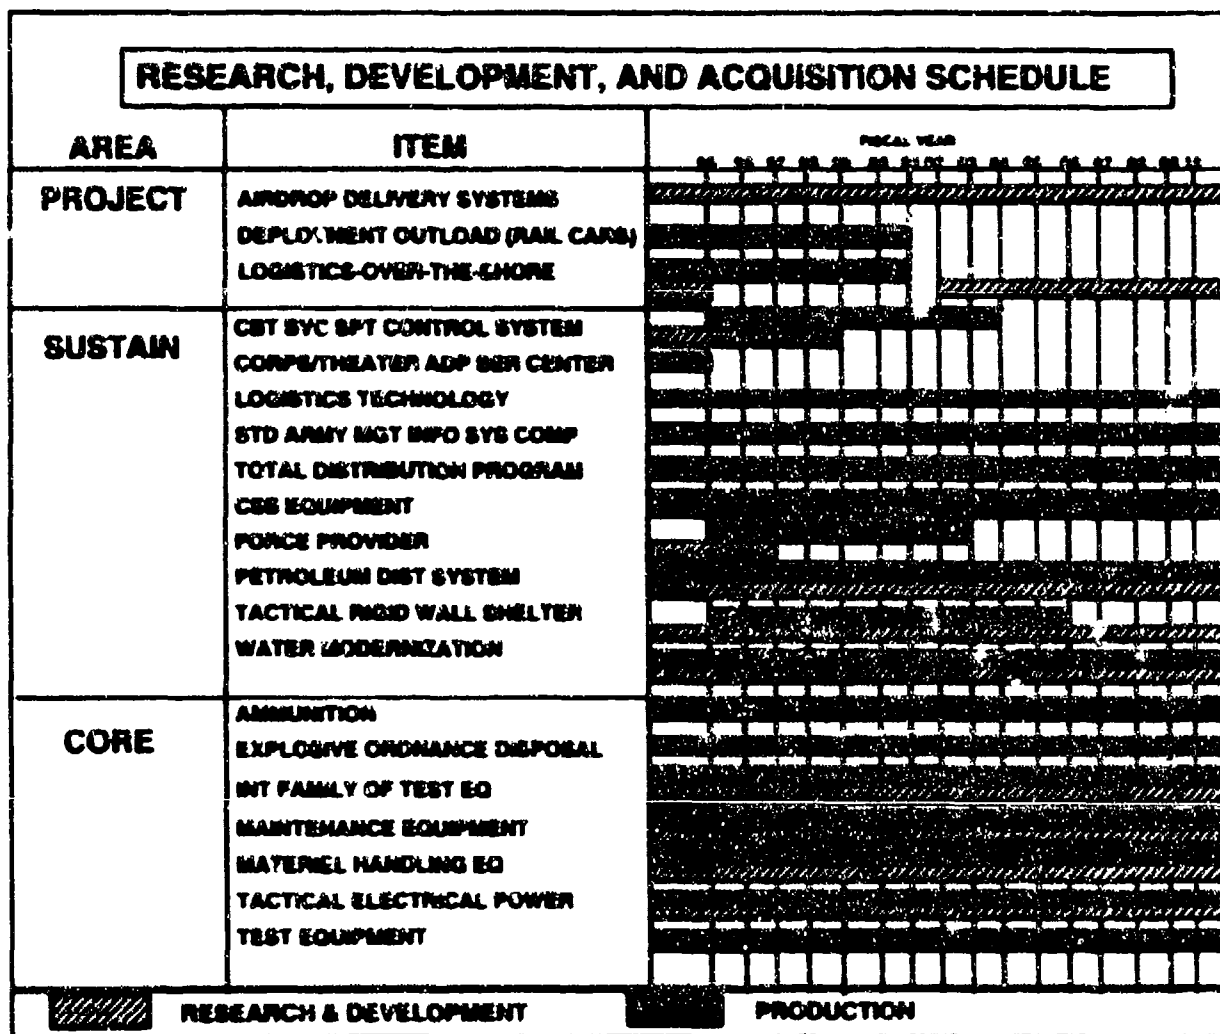 RESEARCH, DEVELOPMENT, AND ACQUISITION SCHEDULE
AREA ITEM FISCAL YEAR
PROJECT
AIRDROP DELIVERY SYSTEMS
DEPLOYMENT OUTLOAD (RAIL CARS)
LOGISTICS-OVER-THE-SHORE
SUSTAIN
CBT SVC SPT CONTROL SYSTEM
CORPS/THEATER ADP SER CENTER
LOGISTICS TECHNOLOGY
STD ARMY MGT INFO SYS COMP
TOTAL DISTRIBUTION PROGRAM
CSS EQUIPMENT
FORCE PROVIDER
PETROLEUM DIST SYSTEM
TACTICAL RIGID WALL SHELTER
WATER MODERNIZATION
CORE
AMMUNITION
EXPLOSIVE ORDNANCE DISPOSAL
INT FAMILY OF TEST EQ
MAINTENANCE EQUIPMENT
MATERIEL HANDLING EQ
TACTICAL ELECTRICAL POWER
TEST EQUIPMENT
RESEARCH & DEVELOPMENT PRODUCTION